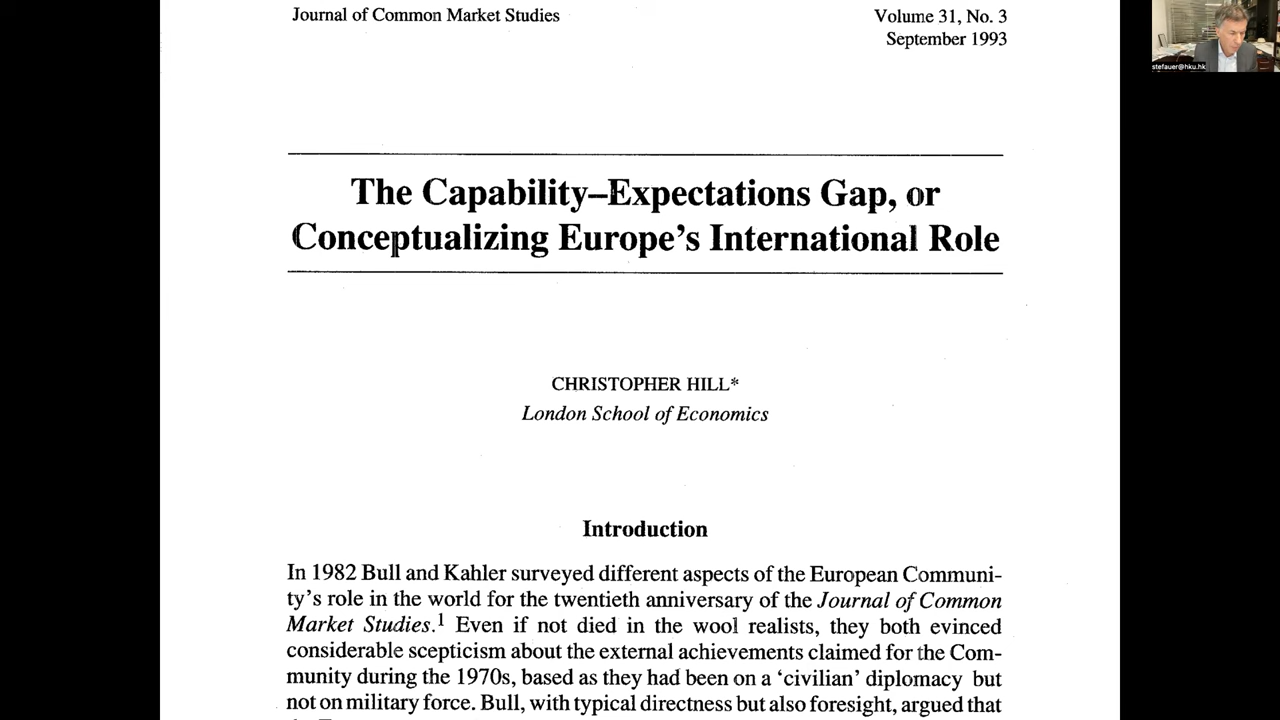 Journal of Common Market Studies
Volume 31, No. 3
September 1993
stefauer@hku.hk
The Capability–Expectations Gap, or
Conceptualizing Europe's International Role
CHRISTOPHER HILL*
London School of Economics
Introduction
In 1982 Bull and Kahler surveyed different aspects of the European Communi-
ty's role in the world for the twentieth anniversary of the Journal of Common
Market Studies.1 Even if not died in the wool realists, they both evinced
considerable scepticism about the external achievements claimed for the Com-
munity during the 1970s, based as they had been on a 'civilian' diplomacy but
not on military force. Bull, with typical directness but also foresight, argued that